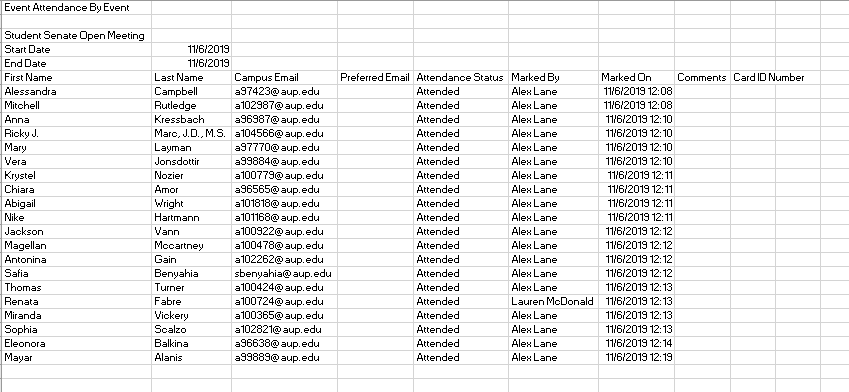 Event Attendance By Event
Student Senate Open Meeting
Start Date 11/6/2019
End Date 11/6/2019
First Name Last Name Campus Email Preferred Email Attendance Status Marked By Marked On Comments Card ID Number
Alessandra Campbell a97423@aup.edu Attended Alex Lane 11/6/2019 12:08
Mitchell Rutledge a102987@aup.edu Attended Alex Lane 11/6/2019 12:08
Anna Kressbach a96987@aup.edu Attended Alex Lane 11/6/2019 12:10
Ricky J. Marc, J.D., M.S. a104566@aup.edu Attended Alex Lane 11/6/2019 12:10
Mary Layman a97770@aup.edu Attended Alex Lane 11/6/2019 12:10
Vera Jonsdottir a99884@aup.edu Attended Alex Lane 11/6/2019 12:10
Krystel Nozier a100779@aup.edu Attended Alex Lane 11/6/2019 12:11
Chiara Amor a96565@aup.edu Attended Alex Lane 11/6/2019 12:11
Abigail Wright a101818@aup.edu Attended Alex Lane 11/6/2019 12:11
Nike Hartmann a101168@aup.edu Attended Alex Lane 11/6/2019 12:11
Jackson Vann a100922@aup.edu Attended Alex Lane 11/6/2019 12:12
Magellan Mccartney a100478@aup.edu Attended Alex Lane 11/6/2019 12:12
Antonina Gain a102262@aup.edu Attended Alex Lane 11/6/2019 12:12
Safia Benyahia sbenyahia@aup.edu Attended Alex Lane 11/6/2019 12:12
Thomas Turner a100424@aup.edu Attended Alex Lane 11/6/2019 12:13
Renata Fabre a100724@aup.edu Attended Lauren McDonald 11/6/2019 12:13
Miranda Vickery a100365@aup.edu Attended Alex Lane 11/6/2019 12:13
Sophia Scalzo a102821@aup.edu Attended Alex Lane 11/6/2019 12:13
Eleonora Balkina a96638@aup.edu Attended Alex Lane 11/6/2019 12:14
Mayar Alanis a99889@aup.edu Attended Alex Lane 11/6/2019 12:19